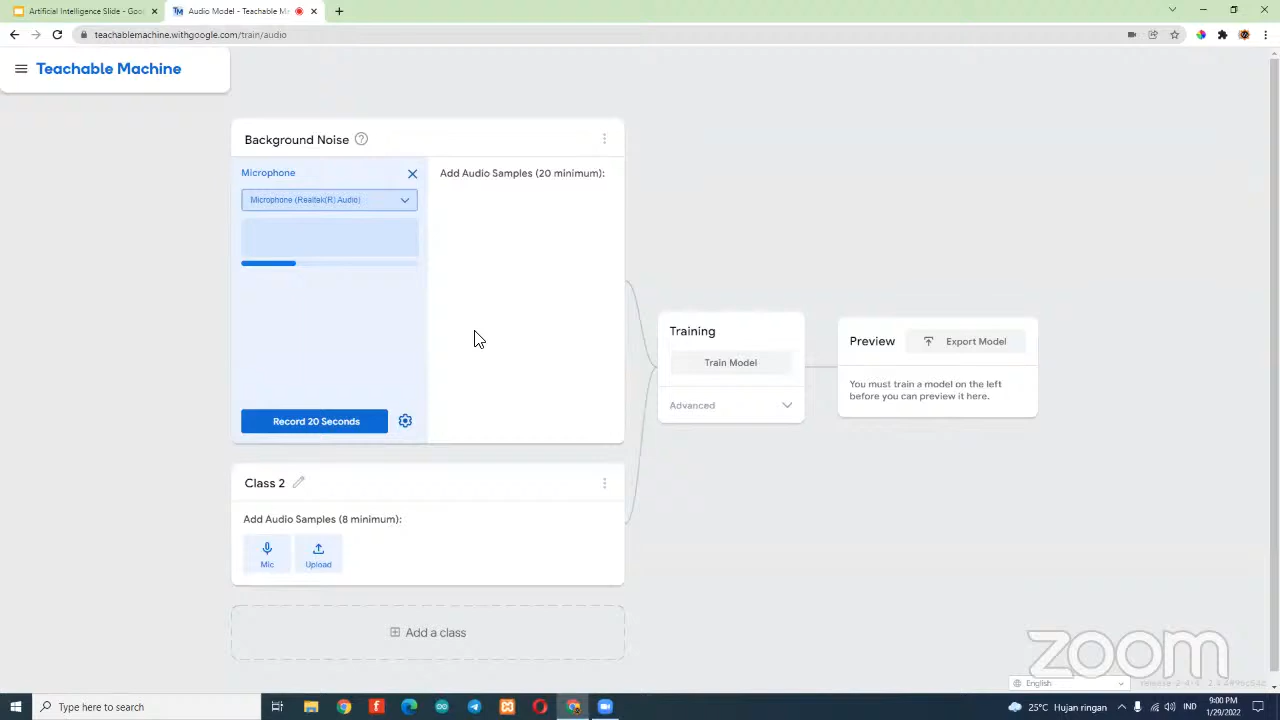 Artificial Intelligence Slide - Goo
Audio Model - Teachable Ma
teachablemachine.withgoogle.com/train/audio
Teachable Machine
Background Noise
Microphone
Add Audio Samples (20 minimum):
Microphone (Realtek(R) Audio)
Record 20 Seconds
Training
Train Model
Advanced
Preview
Export Model
You must train a model on the left
before you can preview it here.
Class 2
Add Audio Samples (8 minimum):
Mic
Upload
Add a class
zoom
English
Type here to search
25°C Hujan ringan
IND
9:00 PM
1/29/2022